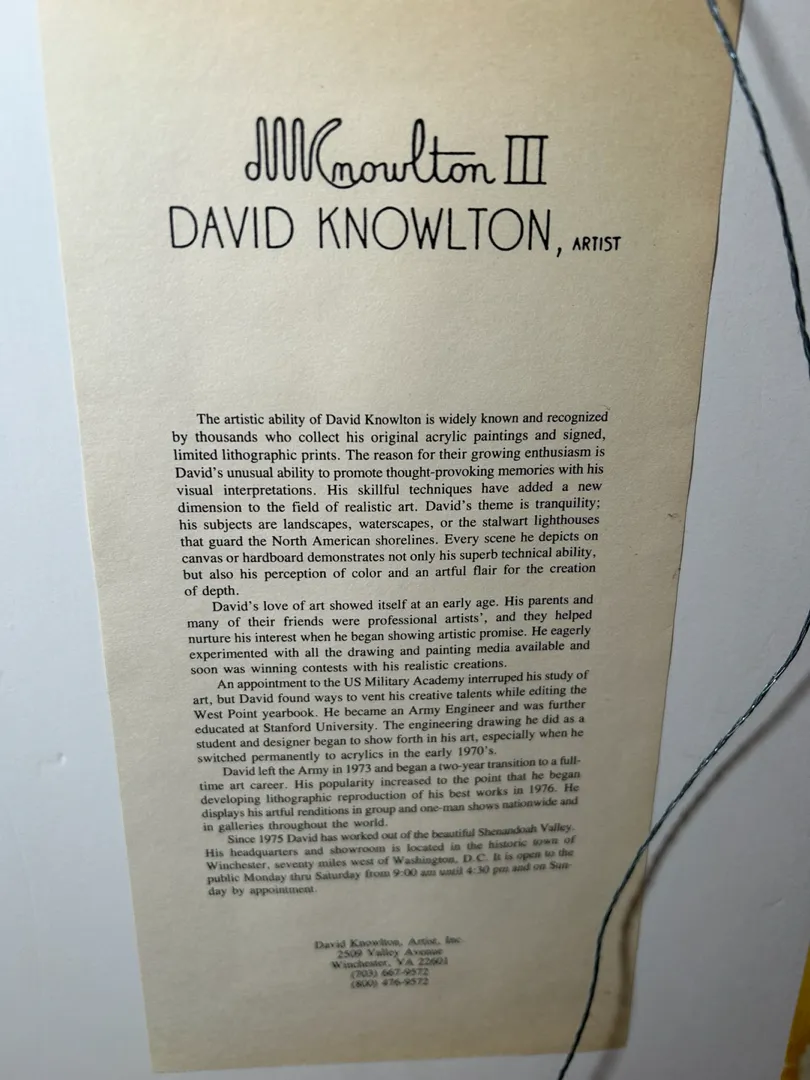 Knowlton III
DAVID KNOWLTON, ARTIST
The artistic ability of David Knowlton is widely known and recognized
by thousands who collect his original acrylic paintings and signed,
limited lithographic prints. The reason for their growing enthusiasm is
David's unusual ability to promote thought-provoking memories with his
visual interpretations. His skillful techniques have added a new
dimension to the field of realistic art. David's theme is tranquility;
his subjects are landscapes, waterscapes, or the stalwart lighthouses
that guard the North American shorelines. Every scene he depicts on
canvas or hardboard demonstrates not only his superb technical ability,
but also his perception of color and an artful flair for the creation
of depth.
David's love of art showed itself at an early age. His parents and
many of their friends were professional artists', and they helped
nurture his interest when he began showing artistic promise. He eagerly
experimented with all the drawing and painting media available and
soon was winning contests with his realistic creations.
An appointment to the US Military Academy interruped his study of
art, but David found ways to vent his creative talents while editing the
West Point yearbook. He became an Army Engineer and was further
educated at Stanford University. The engineering drawing he did as a
student and designer began to show forth in his art, especially when he
switched permanently to acrylics in the early 1970's.
David left the Army in 1973 and began a two-year transition to a full-
time art career. His popularity increased to the point that he began
developing lithographic reproduction of his best works in 1976. He
displays his artful renditions in group and one-man shows nationwide and
in galleries throughout the world.
Since 1975 David has worked out of the beautiful Shenandoah Valley.
His headquarters and showroom is located in the historic town of
Winchester, seventy miles west of Washington, D.C. It is open to the
public Monday thru Saturday from 9:00 am until 4:30 pm and on Sun-
day by appointment.
David Knowlton, Artist, Inc
2509 Valley Avenue
Winchester, VA 22601
(703) 667-9572
(800) 476-9572